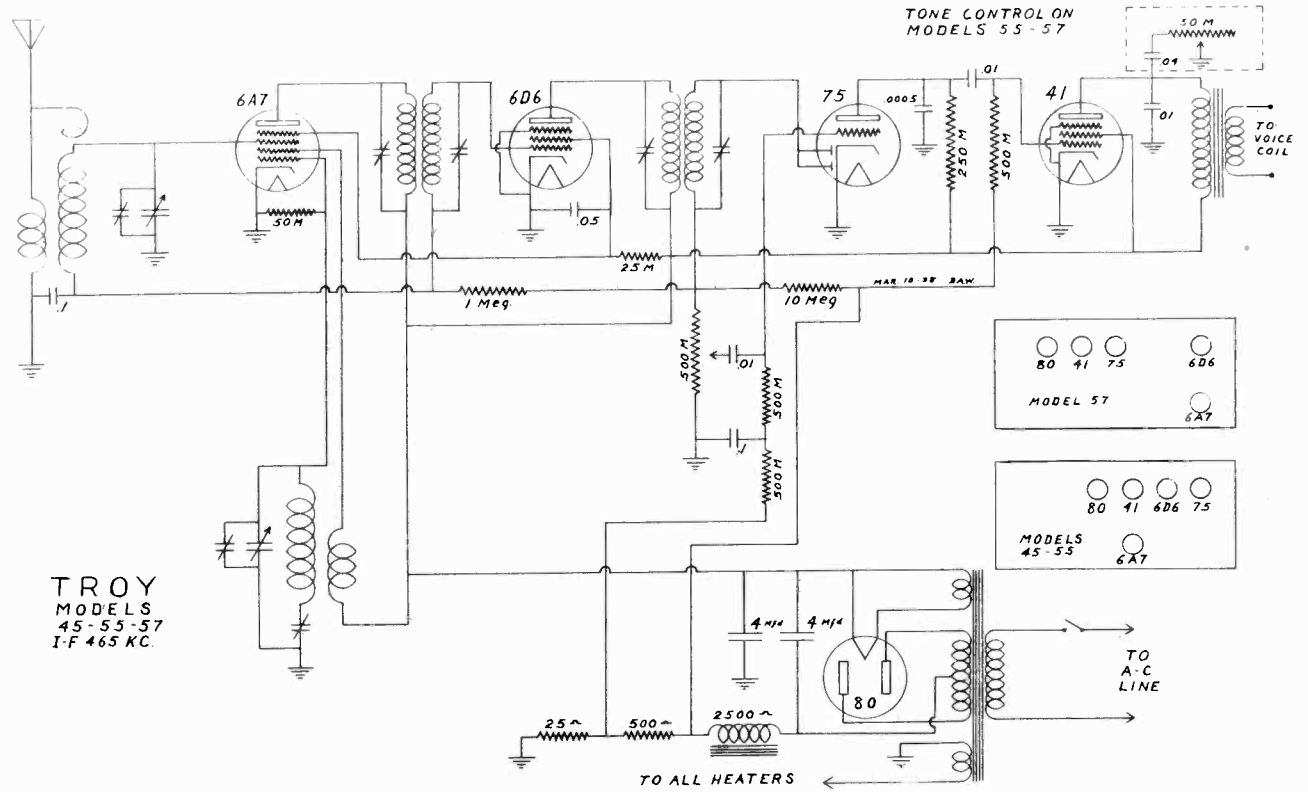 TONE CONTROL ON
MODELS 55-57
50 M
.04
6A7
6D6
75
.0005
.01
41
.01
250 M
500 M
TO
VOICE
COIL
50M
.05
25 M
.1
1 Meg.
10 Meg
MAR. 10-38 D.A.W.
500 M
.01
500 M
.1
500 M
80 41 75 6D6
MODEL 57
6A7
80 41 6D6 75
MODELS
45-55
6A7
TROY
MODELS
45-55-57
I-F 465 KC.
4 Mfd
4 Mfd
80
TO
A-C
LINE
25~
500~
2500~
TO ALL HEATERS